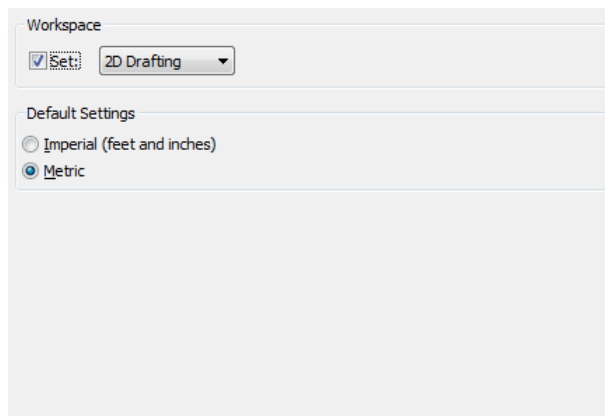 Workspace
Set: 2D Drafting
Default Settings
Imperial (feet and inches)
Metric